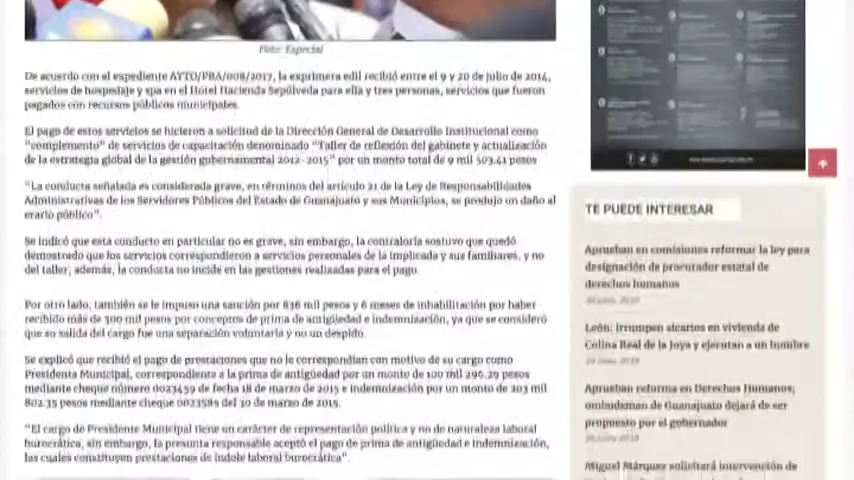 Foto: Especial
De acuerdo con el expediente AYTO/PRA/008/2017, la exprimera edil recibió entre el 9 y 20 de julio de 2014,
servicios de hospedaje y spa en el Hotel Hacienda Sepúlveda para ella y tres personas, servicios que fueron
pagados con recursos públicos municipales.
El pago de estos servicios se hicieron a solicitud de la Dirección General de Desarrollo Institucional como
"complemento" de servicios de capacitación denominado "Taller de reflexión del gabinete y actualización
de la estrategia global de la gestión gubernamental 2012- 2015" por un monto total de 9 mil 503.41 pesos
"La conducta señalada es considerada grave, en términos del artículo 21 de la Ley de Responsabilidades
Administrativas de los Servidores Públicos del Estado de Guanajuato y sus Municipios, se produjo un daño al
erario público".
Se indicó que esta conducto en particular no es grave, sin embargo, la contraloría sostuvo que quedó
demostrado que los servicios correspondieron a servicios personales de la implicada y sus familiares, y no
del taller, además, la conducta no incide en las gestiones realizadas para el pago.
Por otro lado, también se le impuso una sanción por 836 mil pesos y 6 meses de inhabilitación por haber
recibido más de 300 mil pesos por conceptos de prima de antigüedad e indemnización, ya que se consideró
que su salida del cargo fue una separación voluntaria y no un despido.
Se explicó que recibió el pago de prestaciones que no le correspondían con motivo de su cargo como
Presidenta Municipal, correspondiente a la prima de antigüedad por un monto de 100 mil 296.29 pesos
mediante cheque número 0023459 de fecha 18 de marzo de 2015 e indemnización por un monto de 203 mil
802.35 pesos mediante cheque 0023585 del 30 de marzo de 2015.
"El cargo de Presidente Municipal tiene un carácter de representación política y no de naturaleza laboral
burocrática, sin embargo, la presunta responsable aceptó el pago de prima de antigüedad e indemnización,
las cuales constituyen prestaciones de índole laboral burocrática".
TE PUEDE INTERESAR
Aprueban en comisiones reformar la ley para
designación de procurador estatal de
derechos humanos
León: irrumpen sicarios en vivienda de
Colina Real de la Joya y ejecutan a un hombre
Aprueban reforma en Derechos Humanos;
ombudsman de Guanajuato dejará de ser
propuesto por el gobernador
Miguel Márquez solicitará intervención de